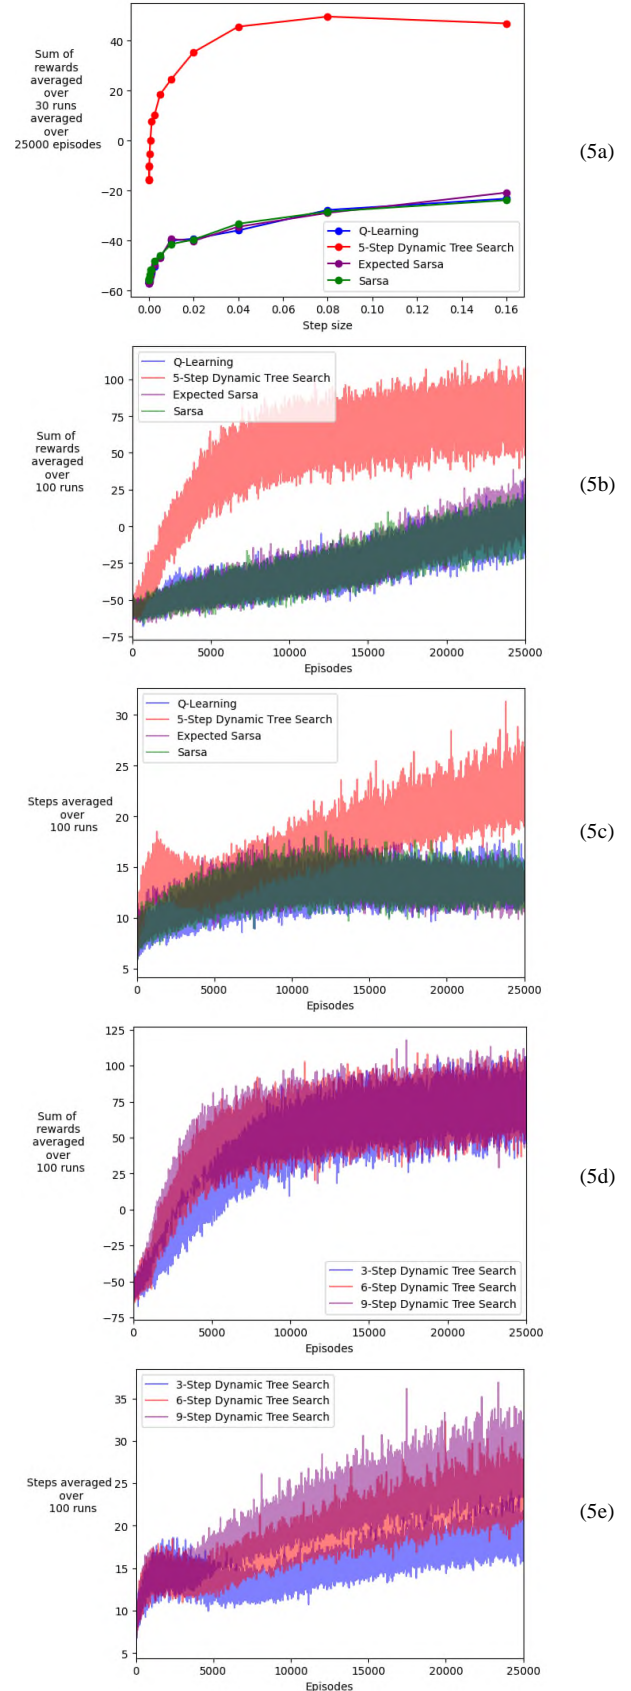 40
20
0
−20
−40
−60
Sum of
rewards
averaged
over
30 runs
averaged
over
25000 episodes
Q-Learning
5-Step Dynamic Tree Search
Expected Sarsa
Sarsa
0.00 0.02 0.04 0.06 0.08 0.10 0.12 0.14 0.16
Step size
(5a)
100
75
50
25
0
−25
−50
−75
Sum of
rewards
averaged
over
100 runs
Q-Learning
5-Step Dynamic Tree Search
Expected Sarsa
Sarsa
0 5000 10000 15000 20000 25000
Episodes
(5b)
30
25
20
15
10
5
Steps averaged
over
100 runs
Q-Learning
5-Step Dynamic Tree Search
Expected Sarsa
Sarsa
0 5000 10000 15000 20000 25000
Episodes
(5c)
125
100
75
50
25
0
−25
−50
−75
Sum of
rewards
averaged
over
100 runs
3-Step Dynamic Tree Search
6-Step Dynamic Tree Search
9-Step Dynamic Tree Search
0 5000 10000 15000 20000 25000
Episodes
(5d)
35
30
25
20
15
10
5
Steps averaged
over
100 runs
3-Step Dynamic Tree Search
6-Step Dynamic Tree Search
9-Step Dynamic Tree Search
0 5000 10000 15000 20000 25000
Episodes
(5e)